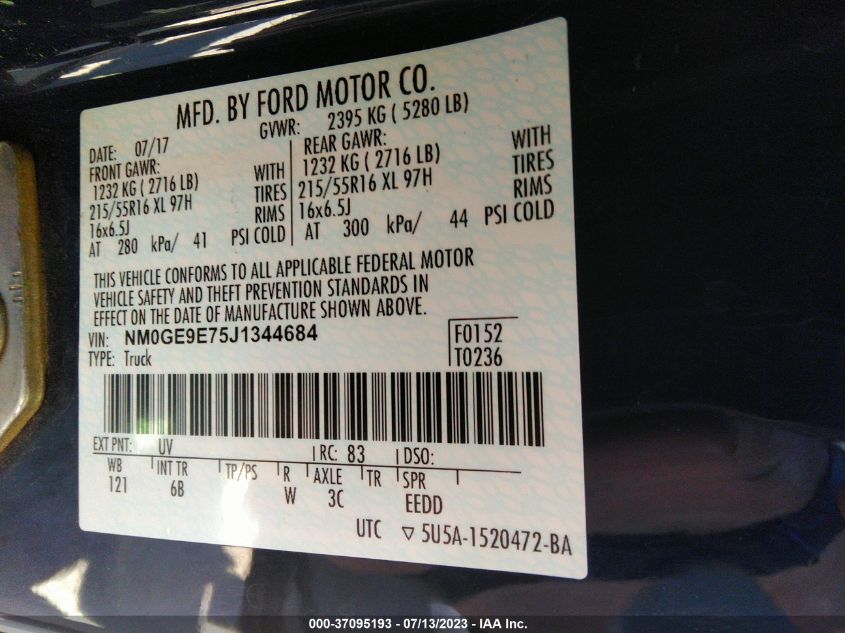 MFD. BY FORD MOTOR CO.
DATE: 07/17 GVWR: 2395 KG ( 5280 LB)
FRONT GAWR: WITH
1232 KG ( 2716 LB) TIRES
215/55R16 XL 97H RIMS
16x6.5J
AT 280 kPa/ 41 PSI COLD
REAR GAWR: WITH
1232 KG ( 2716 LB) TIRES
215/55R16 XL 97H RIMS
16x6.5J
AT 300 kPa/ 44 PSI COLD
THIS VEHICLE CONFORMS TO ALL APPLICABLE FEDERAL MOTOR
VEHICLE SAFETY AND THEFT PREVENTION STANDARDS IN
EFFECT ON THE DATE OF MANUFACTURE SHOWN ABOVE.
VIN: NM0GE9E75J1344684 F0152
TYPE: Truck T0236
EXT PNT: UV RC: 83 DSO:
WB INT TR TP/PS R AXLE TR SPR
121 6B W 3C EEDD
UTC ▽ 5U5A-1520472-BA
000-37095193 - 07/13/2023 - IAA Inc.